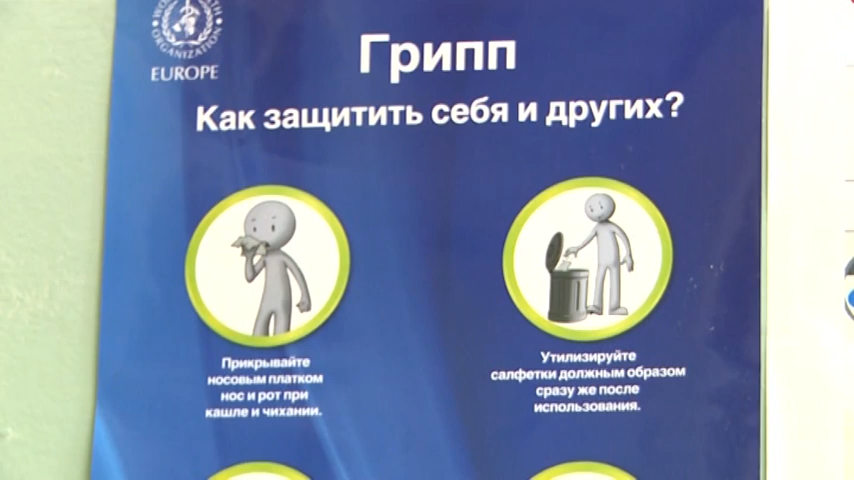 ORGANIZATION
EUROPE
Грипп
Как защитить себя и других?
Прикрывайте
носовым платком
нос и рот при
кашле и чихании.
Утилизируйте
салфетки должным образом
сразу же после
использования.